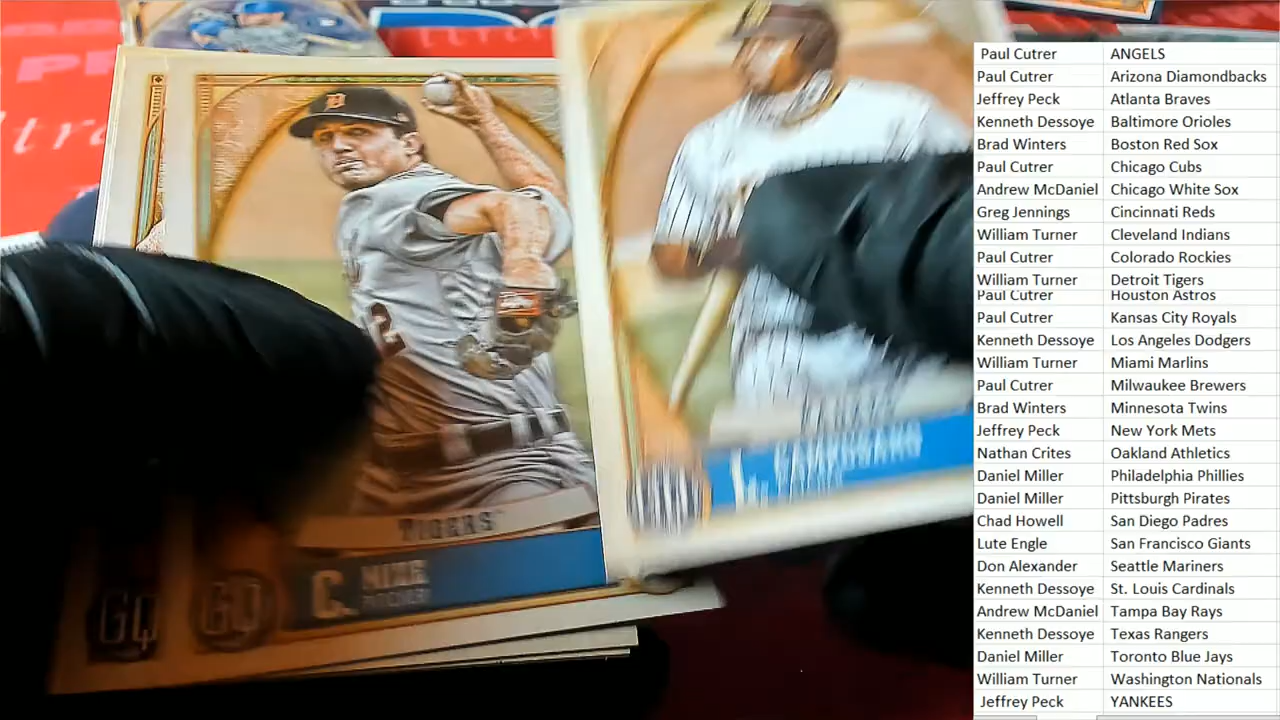 Paul Cutrer ANGELS
Paul Cutrer Arizona Diamondbacks
Jeffrey Peck Atlanta Braves
Kenneth Dessoye Baltimore Orioles
Brad Winters Boston Red Sox
Paul Cutrer Chicago Cubs
Andrew McDaniel Chicago White Sox
Greg Jennings Cincinnati Reds
William Turner Cleveland Indians
Paul Cutrer Colorado Rockies
William Turner Detroit Tigers
Paul Cutrer Houston Astros
Paul Cutrer Kansas City Royals
Kenneth Dessoye Los Angeles Dodgers
William Turner Miami Marlins
Paul Cutrer Milwaukee Brewers
Brad Winters Minnesota Twins
Jeffrey Peck New York Mets
Nathan Crites Oakland Athletics
Daniel Miller Philadelphia Phillies
Daniel Miller Pittsburgh Pirates
Chad Howell San Diego Padres
Lute Engle San Francisco Giants
Don Alexander Seattle Mariners
Kenneth Dessoye St. Louis Cardinals
Andrew McDaniel Tampa Bay Rays
Kenneth Dessoye Texas Rangers
Daniel Miller Toronto Blue Jays
William Turner Washington Nationals
Jeffrey Peck YANKEES
TIGERS
C. MIZE
PITCHER
GQ
GQ
2